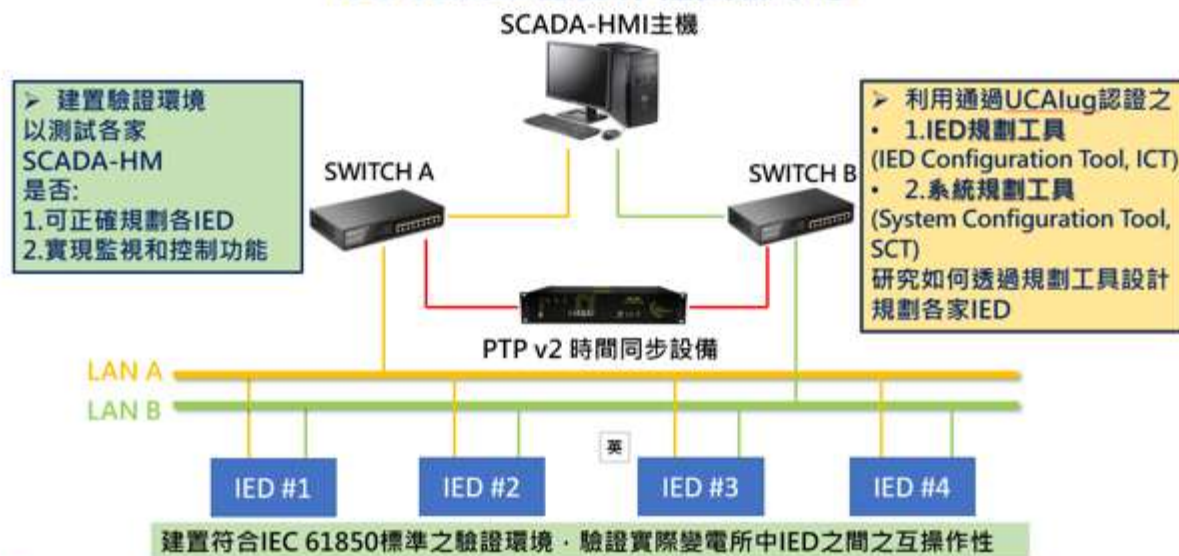 SCADA-HMI主機
➢ 建置驗證環境
以測試各家
SCADA-HM
是否:
1.可正確規劃各IED
2.實現監視和控制功能
SWITCH A
SWITCH B
➢ 利用通過UCAIug認證之
• 1.IED規劃工具
(IED Configuration Tool, ICT)
• 2.系統規劃工具
(System Configuration Tool,
SCT)
研究如何透過規劃工具設計
規劃各家IED
PTP v2 時間同步設備
LAN A
LAN B
英
IED #1
IED #2
IED #3
IED #4
建置符合IEC 61850標準之驗證環境，驗證實際變電所中IED之間之互操作性